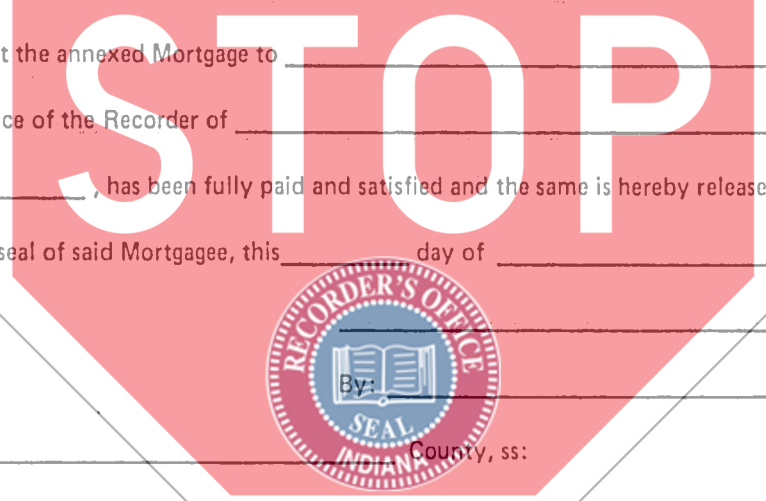 STOP
t the annexed Mortgage to
ce of the Recorder of
, has been fully paid and satisfied and the same is hereby release
seal of said Mortgagee, this day of
RECORDER'S OFFICE
By:
SEAL
INDIANA
County, ss: